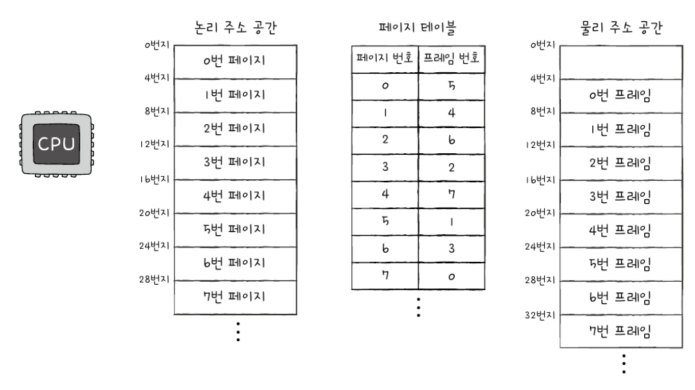 논리 주소 공간
페이지 테이블
물리 주소 공간
CPU
0번지
0번 페이지
4번지
1번 페이지
8번지
2번 페이지
12번지
3번 페이지
16번지
4번 페이지
20번지
5번 페이지
24번지
6번 페이지
28번지
7번 페이지
페이지 번호 프레임 번호
0 5
1 4
2 6
3 2
4 7
5 1
6 3
7 0
0번지
4번지
0번 프레임
8번지
1번 프레임
12번지
2번 프레임
16번지
3번 프레임
20번지
4번 프레임
24번지
5번 프레임
28번지
6번 프레임
32번지
7번 프레임